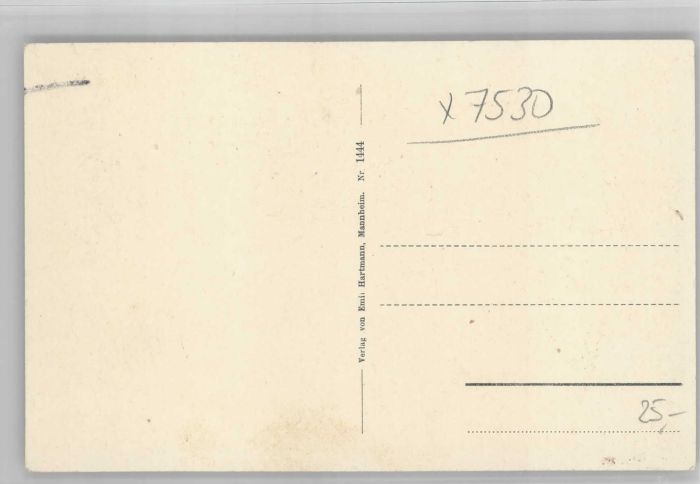 x 7530
Verlag von Emil Hartmann, Mannheim. Nr 1444
25,-